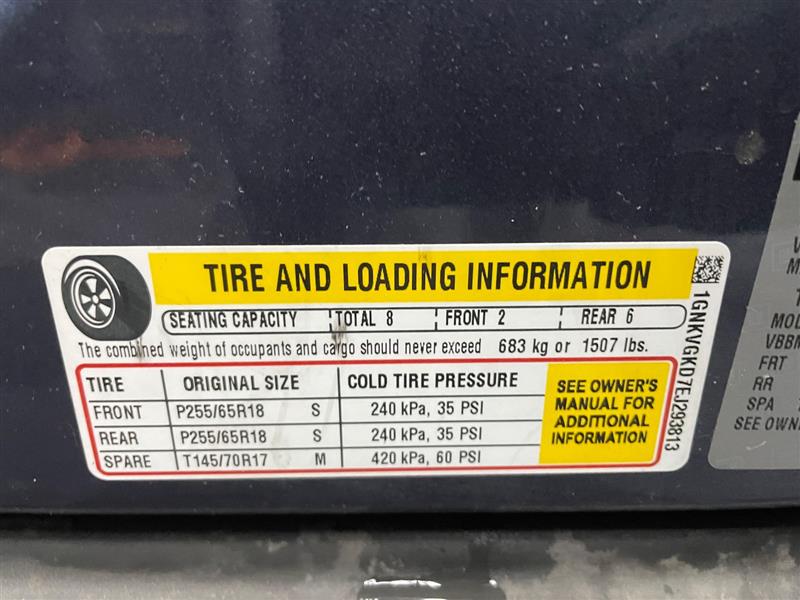 TIRE AND LOADING INFORMATION
SEATING CAPACITY TOTAL 8 FRONT 2 REAR 6
The combined weight of occupants and cargo should never exceed 683 kg or 1507 lbs.
TIRE ORIGINAL SIZE COLD TIRE PRESSURE
FRONT P255/65R18 S 240 kPa, 35 PSI
REAR P255/65R18 S 240 kPa, 35 PSI
SPARE T145/70R17 M 420 kPa, 60 PSI
SEE OWNER'S
MANUAL FOR
ADDITIONAL
INFORMATION
1GNKVGKD7EJ293813
MOL
VBBM
FRT
RR
SPA
SEE OWN